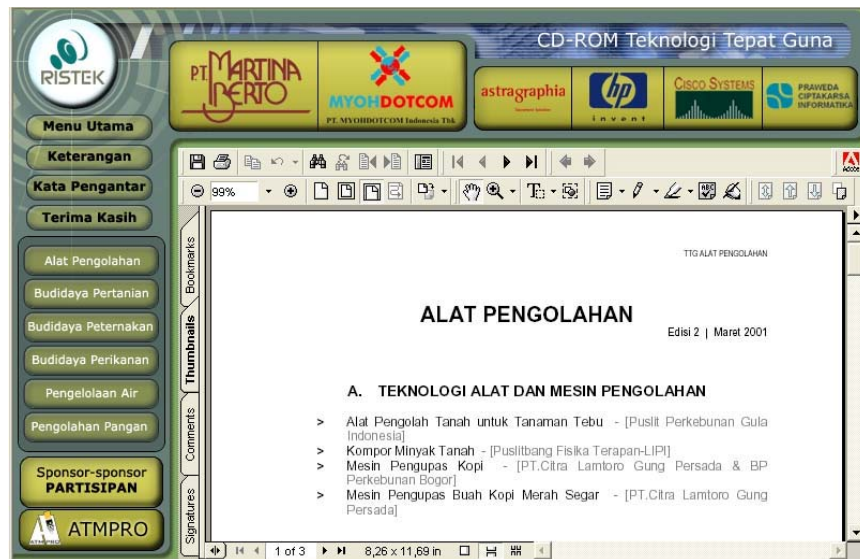 CD-ROM Teknologi Tepat Guna
RISTEK
PT. MARTINA BERTO
MYOHDOTCOM
PT. MYOHDOTCOM Indonesia Tbk.
astragraphia
hp
invent
CISCO SYSTEMS
PRAWEDA
CIPTAKARSA
INFORMATIKA
Menu Utama
Keterangan
Kata Pengantar
Terima Kasih
Alat Pengolahan
Budidaya Pertanian
Budidaya Peternakan
Budidaya Perikanan
Pengelolaan Air
Pengolahan Pangan
Sponsor-sponsor
PARTISIPAN
ATMPRO
Adobe
99%
Bookmarks
Thumbnails
Comments
Signatures
TTG ALAT PENGOLAHAN
ALAT PENGOLAHAN
Edisi 2 | Maret 2001
A. TEKNOLOGI ALAT DAN MESIN PENGOLAHAN
> Alat Pengolah Tanah untuk Tanaman Tebu - [Puslit Perkebunan Gula
Indonesia]
> Kompor Minyak Tanah - [Puslitbang Fisika Terapan-LIPI]
> Mesin Pengupas Kopi - [PT.Citra Lamtoro Gung Persada & BP
Perkebunan Bogor]
> Mesin Pengupas Buah Kopi Merah Segar - [PT.Citra Lamtoro Gung
Persada]
1 of 3
8,26 x 11,69 in